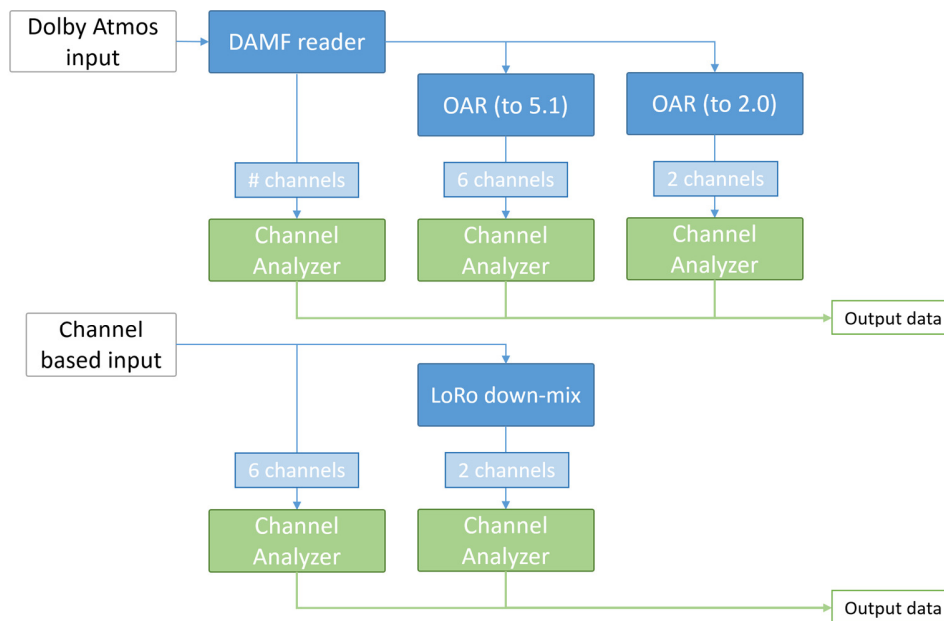 Dolby Atmos
input
DAMF reader
OAR (to 5.1)
OAR (to 2.0)
# channels
6 channels
2 channels
Channel
Analyzer
Channel
Analyzer
Channel
Analyzer
Output data
Channel
based input
LoRo down-mix
6 channels
2 channels
Channel
Analyzer
Channel
Analyzer
Output data